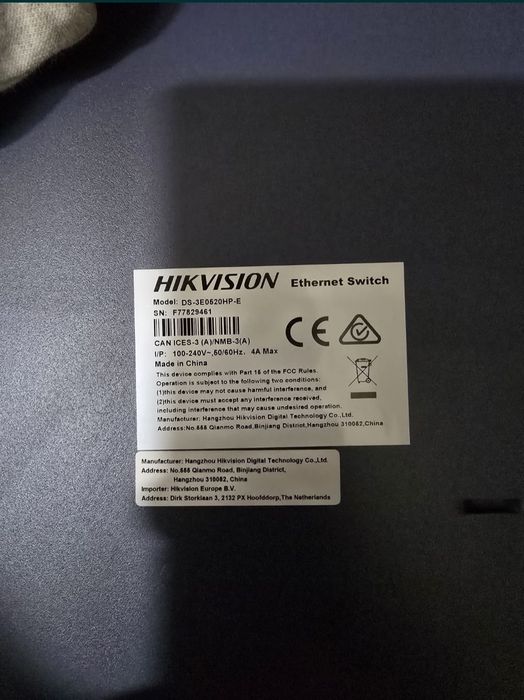 HIKVISION Ethernet Switch
Model: DS-3E0520HP-E
SN: F77829461
CAN ICES-3 (A)/NMB-3(A)
I/P: 100-240V~,50/60Hz, 4A Max
Made in China
This device complies with Part 15 of the FCC Rules.
Operation is subject to the following two conditions:
(1)this device may not cause harmful interference, and
(2)this device must accept any interference received,
including interference that may cause undesired operation.
Manufacturer: Hangzhou Hikvision Digital Technology Co.,Ltd.
Address:No.555 Qianmo Road,Binjiang District,Hangzhou 310052,China
CE
Manufacturer: Hangzhou Hikvision Digital Technology Co.,Ltd.
Address: No.555 Qianmo Road, Binjiang District,
Hangzhou 310052, China
Importer: Hikvision Europe B.V.
Address: Dirk Storklaan 3, 2132 PX Hoofddorp,The Netherlands